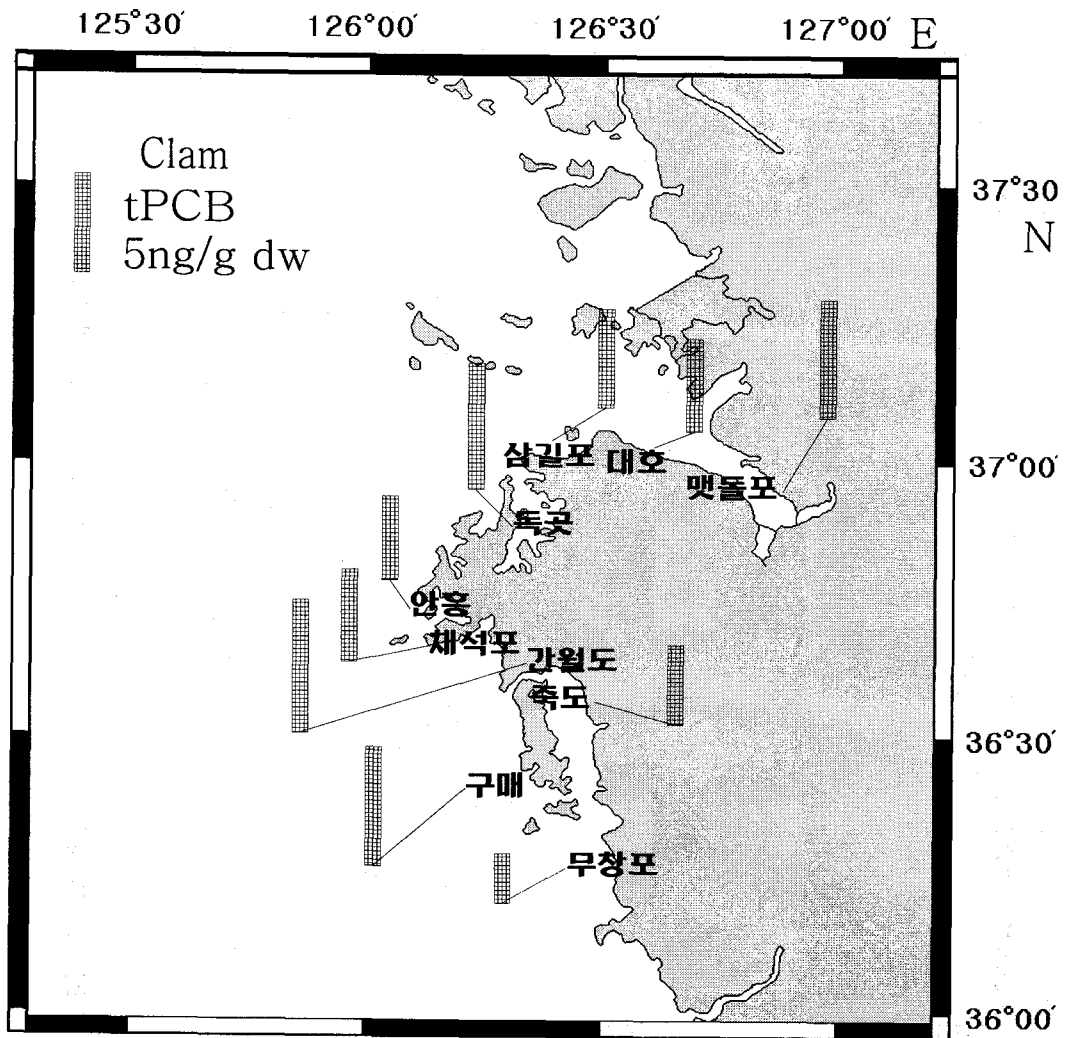 125°30′
126°00′
126°30′
127°00′ E
Clam
tPCB
5ng/g dw
37°30′
N
삼길포
대호
맷돌포
37°00′
독곶
안흥
채석포
간월도
죽도
36°30′
구매
무창포
36°00′